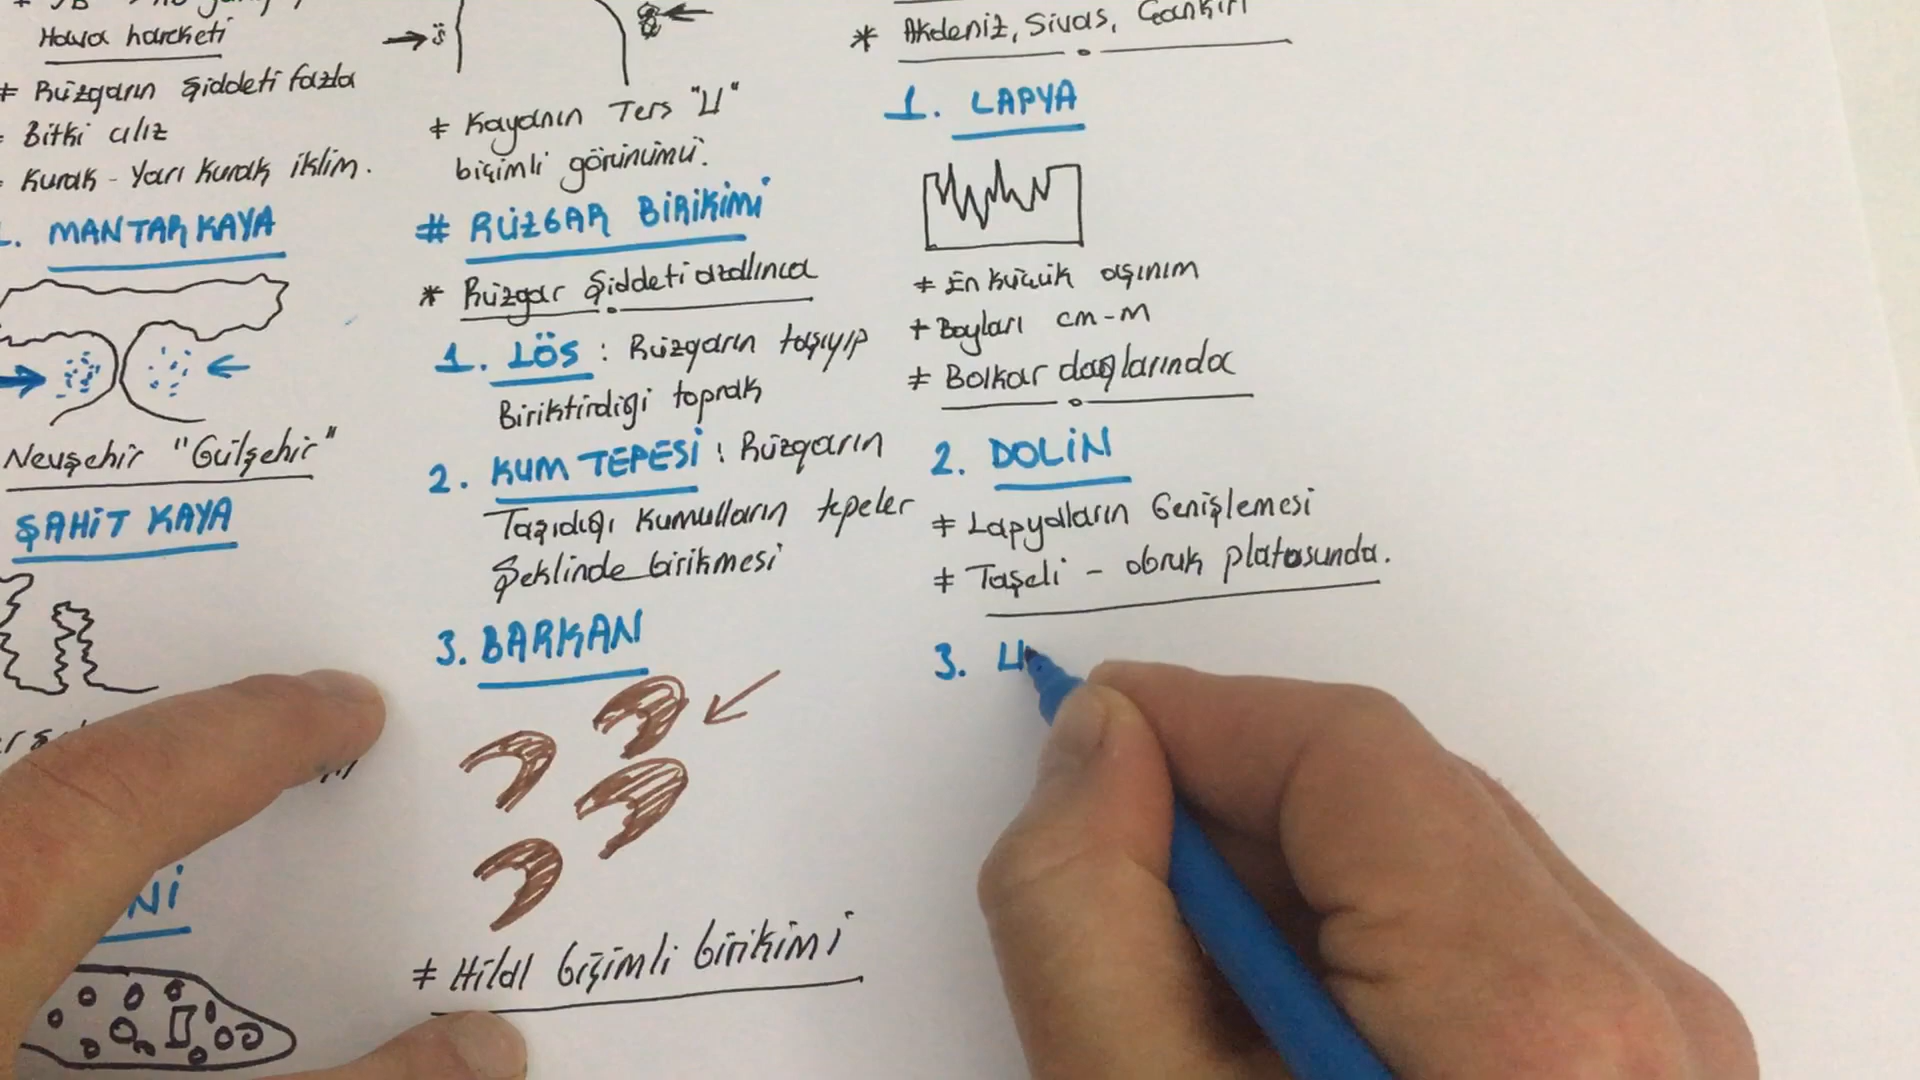 Hava hareketi
≠ Rüzgarın şiddeti fazla
Bitki cılız
Kurak - Yarı Kurak iklim.
MANTAR KAYA
Nevşehir "Gülşehir"
ŞAHİT KAYA
Nİ
≠ Kayanın Ters "U"
biçimli görünümü.
# RÜZGAR BİRİKİMİ
* Rüzgar Şiddeti azalınca
1. LÖS : Rüzgarın taşıyıp
Biriktirdiği toprak
2. KUM TEPESİ : Rüzgarın
Taşıdığı Kumulların tepeler
Şeklinde birikmesi
3. BARKAN
≠ Hilal biçimli birikimi
* Akdeniz, Sivas, Çankırı
1. LAPYA
≠ En küçük aşınım
+ Boyları cm-m
≠ Bolkar dağlarında
2. DOLİN
≠ Lapyaların Genişlemesi
≠ Taşeli - obruk platosunda.
3. U